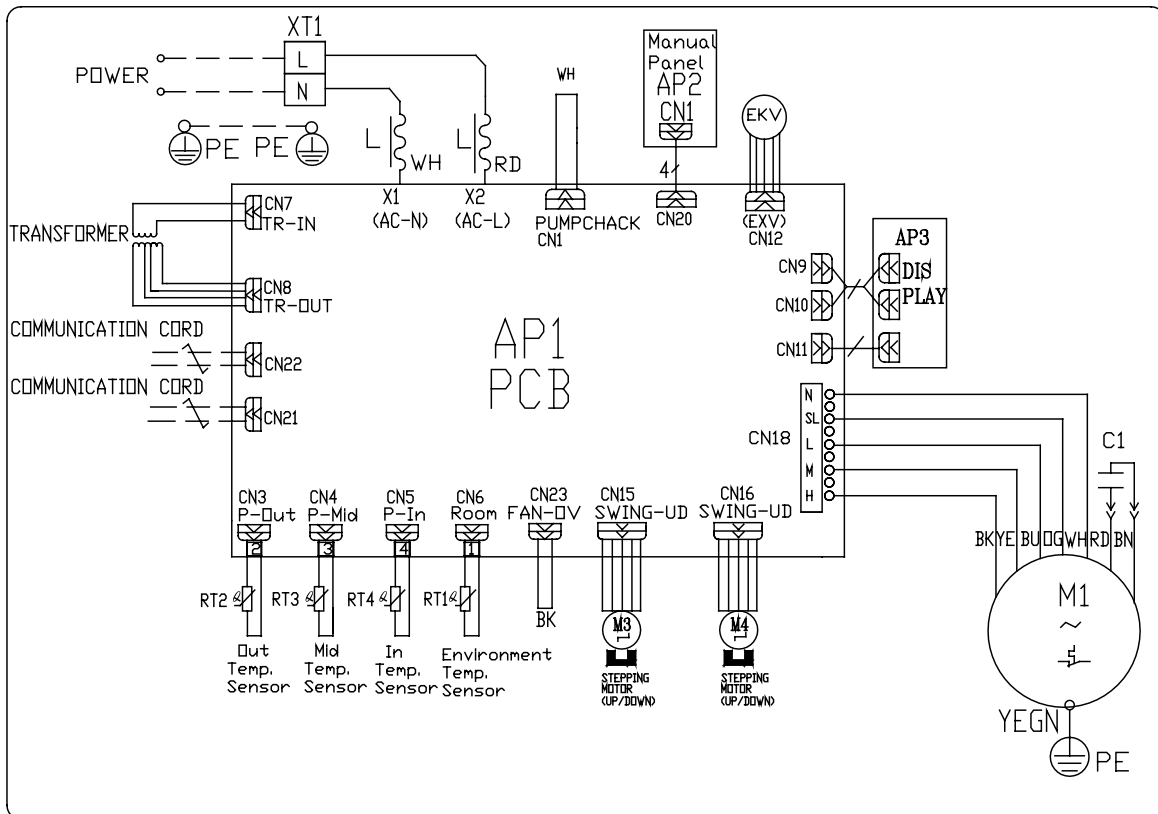 XT1
POWER
L
N
PE PE
L
WH
L
RD
WH
Manual
Panel
AP2
CN1
4
EKV
X1
(AC-N)
X2
(AC-L)
PUMPCHACK
CN1
CN20
(EXV)
CN12
CN7
TR-IN
TRANSFORMER
CN8
TR-OUT
COMMUNICATION CORD
CN22
COMMUNICATION CORD
CN21
AP1
PCB
CN9
CN10
CN11
AP3
DIS
PLAY
CN18
N
SL
L
M
H
C1
BK YE BU OG WH RD BN
M1
~
YEGN
PE
CN3
P-Out
2
RT2
Out
Temp.
Sensor
CN4
P-Mid
3
RT3
Mid
Temp.
Sensor
CN5
P-In
4
RT4
In
Temp.
Sensor
CN6
Room
1
RT1
Environment
Temp.
Sensor
CN23
FAN-OV
BK
CN15
SWING-UD
M3
STEPPING
MOTOR
(UP/DOWN)
CN16
SWING-UD
M4
STEPPING
MOTOR
(UP/DOWN)